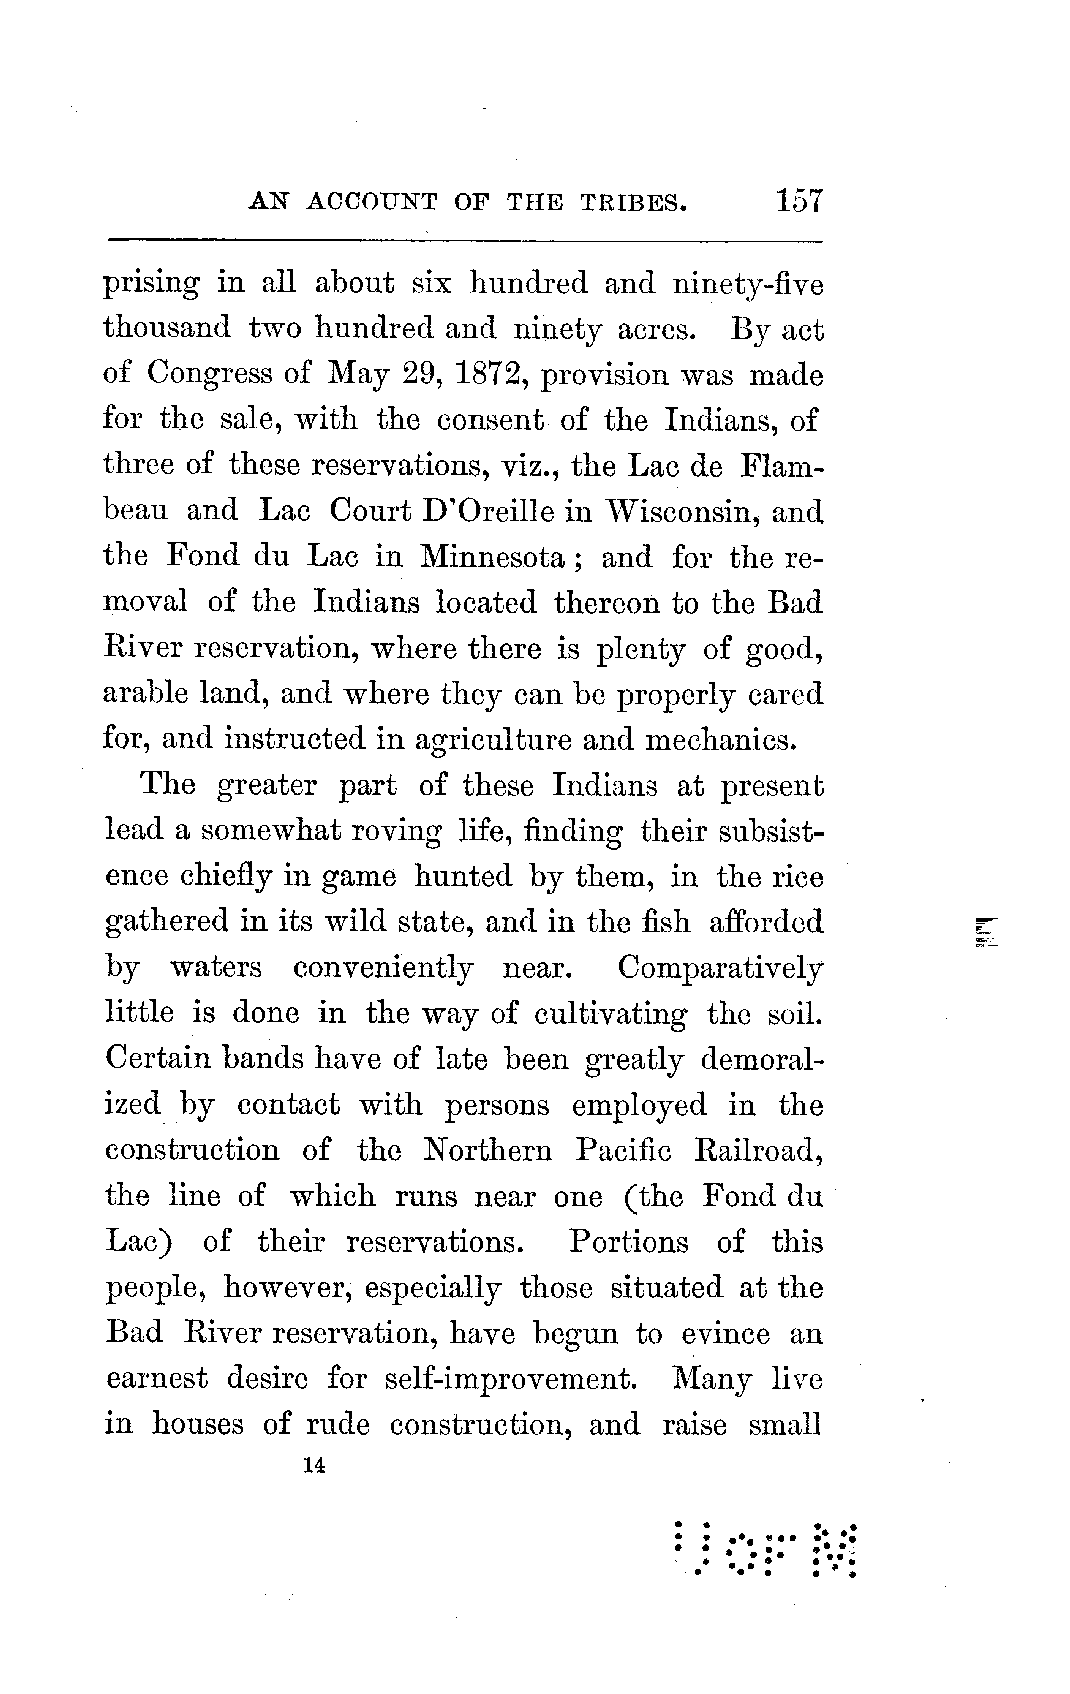 AN ACCOUNT OF THE TRIBES. 157
prising in all about six hundred and ninety-five
thousand two hundred and ninety acres. By act
of Congress of May 29, 1872, provision was made
for the sale, with the consent of the Indians, of
three of these reservations, viz., the Lac de Flam-
beau and Lac Court D'Oreille in Wisconsin, and
the Fond du Lac in Minnesota; and for the re-
moval of the Indians located thereon to the Bad
River reservation, where there is plenty of good,
arable land, and where they can be properly cared
for, and instructed in agriculture and mechanics.
The greater part of these Indians at present
lead a somewhat roving life, finding their subsist-
ence chiefly in game hunted by them, in the rice
gathered in its wild state, and in the fish afforded
by waters conveniently near. Comparatively
little is done in the way of cultivating the soil.
Certain bands have of late been greatly demoral-
ized by contact with persons employed in the
construction of the Northern Pacific Railroad,
the line of which runs near one (the Fond du
Lac) of their reservations. Portions of this
people, however, especially those situated at the
Bad River reservation, have begun to evince an
earnest desire for self-improvement. Many live
in houses of rude construction, and raise small
14
U OF M